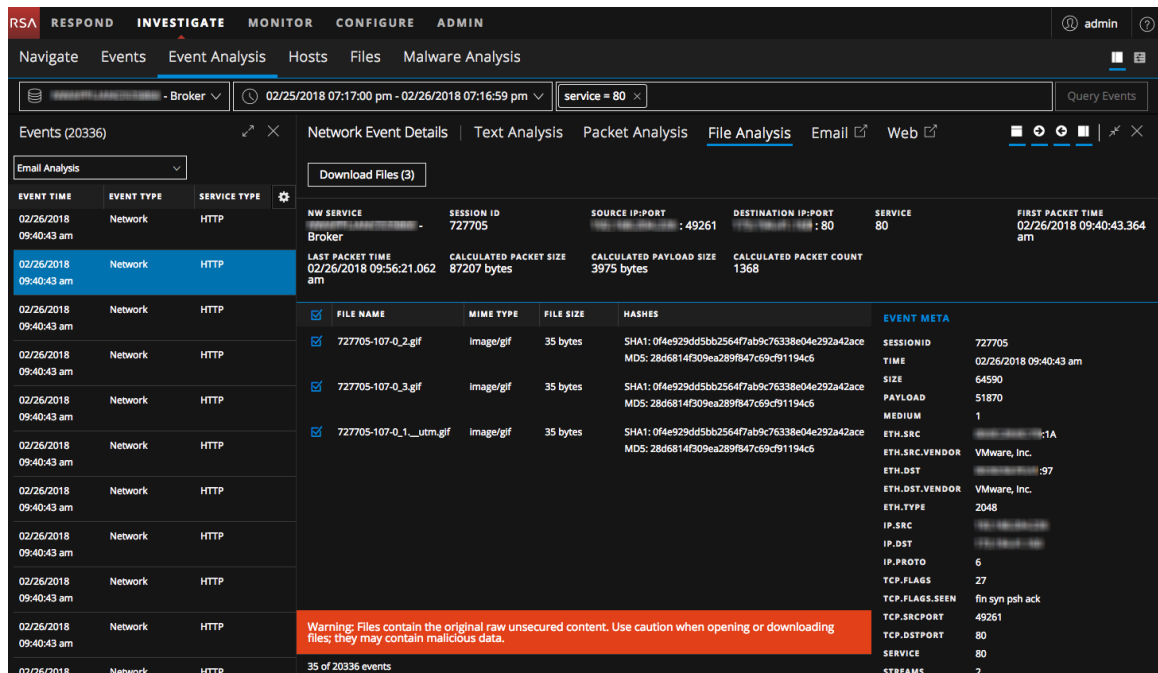 RSA RESPOND INVESTIGATE MONITOR CONFIGURE ADMIN admin
Navigate Events Event Analysis Hosts Files Malware Analysis
- Broker 02/25/2018 07:17:00 pm - 02/26/2018 07:16:59 pm service = 80 × Query Events
Events (20336)
Email Analysis
EVENT TIME EVENT TYPE SERVICE TYPE
02/26/2018 Network HTTP
09:40:43 am
02/26/2018 Network HTTP
09:40:43 am
02/26/2018 Network HTTP
09:40:43 am
02/26/2018 Network HTTP
09:40:43 am
02/26/2018 Network HTTP
09:40:43 am
02/26/2018 Network HTTP
09:40:43 am
02/26/2018 Network HTTP
09:40:43 am
02/26/2018 Network HTTP
09:40:43 am
02/26/2018 Network HTTP
09:40:43 am
02/26/2018 Network HTTP
09:40:43 am
02/26/2018 Network HTTP
Network Event Details Text Analysis Packet Analysis File Analysis Email Web
Download Files (3)
NW SERVICE SESSION ID SOURCE IP:PORT DESTINATION IP:PORT SERVICE FIRST PACKET TIME
- 727705 : 49261 : 80 80 02/26/2018 09:40:43.364
Broker am
LAST PACKET TIME CALCULATED PACKET SIZE CALCULATED PAYLOAD SIZE CALCULATED PACKET COUNT
02/26/2018 09:56:21.062 87207 bytes 3975 bytes 1368
am
FILE NAME MIME TYPE FILE SIZE HASHES
727705-107-0_2.gif image/gif 35 bytes SHA1: 0f4e929dd5bb2564f7ab9c76338e04e292a42ace
MD5: 28d6814f309ea289f847c69cf91194c6
727705-107-0_3.gif image/gif 35 bytes SHA1: 0f4e929dd5bb2564f7ab9c76338e04e292a42ace
MD5: 28d6814f309ea289f847c69cf91194c6
727705-107-0_1.__utm.gif image/gif 35 bytes SHA1: 0f4e929dd5bb2564f7ab9c76338e04e292a42ace
MD5: 28d6814f309ea289f847c69cf91194c6
Warning: Files contain the original raw unsecured content. Use caution when opening or downloading
files; they may contain malicious data.
35 of 20336 events
EVENT META
SESSIONID 727705
TIME 02/26/2018 09:40:43 am
SIZE 64590
PAYLOAD 51870
MEDIUM 1
ETH.SRC :1A
ETH.SRC.VENDOR VMware, Inc.
ETH.DST :97
ETH.DST.VENDOR VMware, Inc.
ETH.TYPE 2048
IP.SRC
IP.DST
IP.PROTO 6
TCP.FLAGS 27
TCP.FLAGS.SEEN fin syn psh ack
TCP.SRCPORT 49261
TCP.DSTPORT 80
SERVICE 80
STREAMS 2